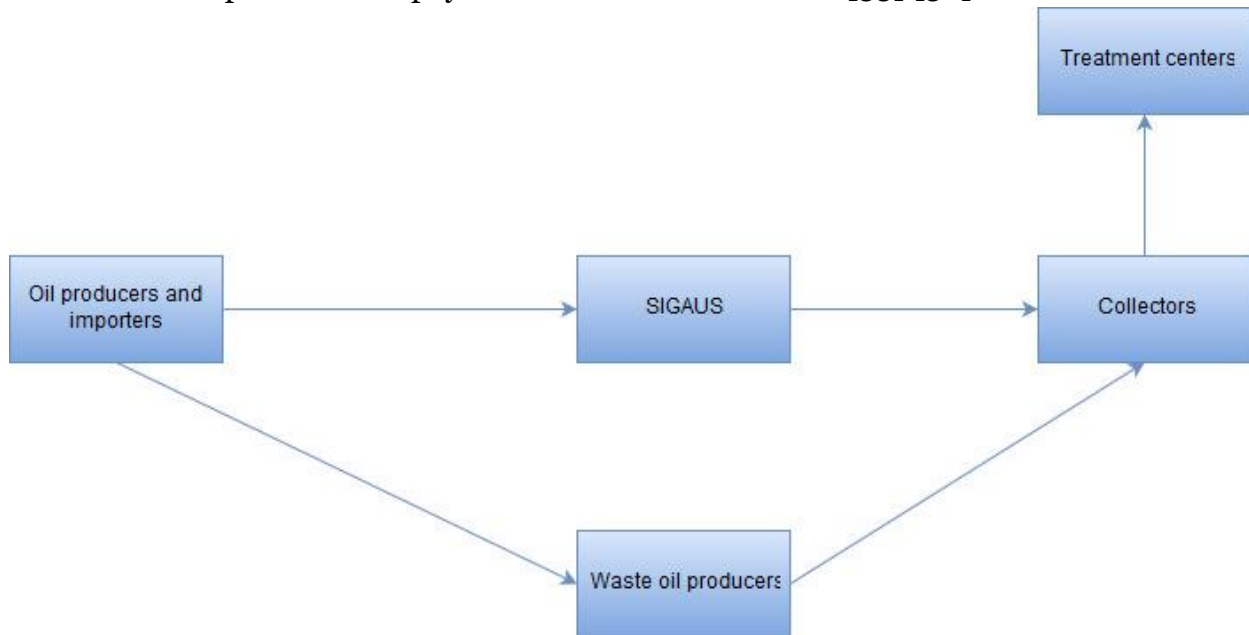 Treatment centers
Oil producers and
importers
SIGAUS
Collectors
Waste oil producers